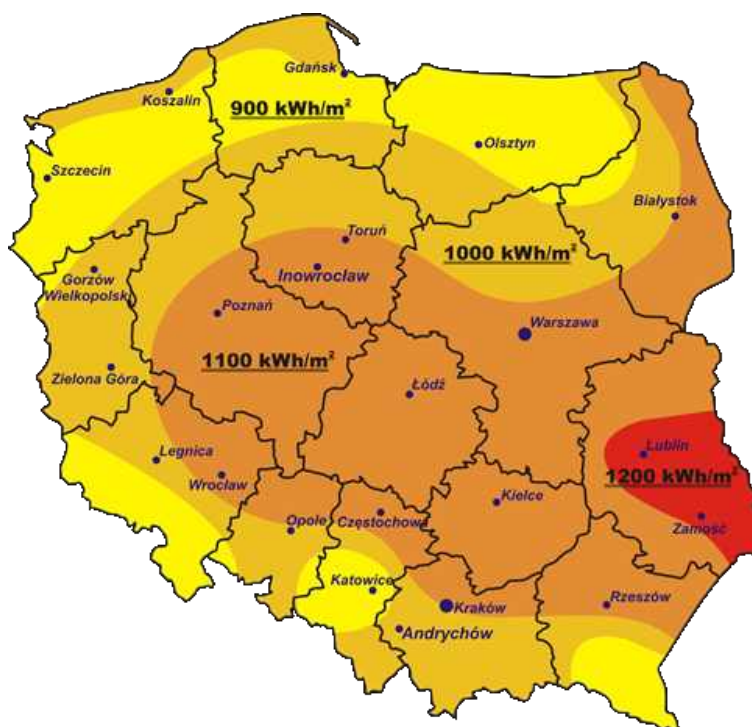 Gdańsk
Koszalin
900 kWh/m²
Olsztyn
Szczecin
Białystok
Toruń
1000 kWh/m²
Inowrocław
Gorzów
Wielkopolski
Poznań
Warszawa
1100 kWh/m²
Zielona Góra
Łódź
Legnica
Lublin
Wrocław
1200 kWh/m²
Kielce
Opole
Częstochowa
Zamość
Katowice
Kraków
Rzeszów
Andrychów